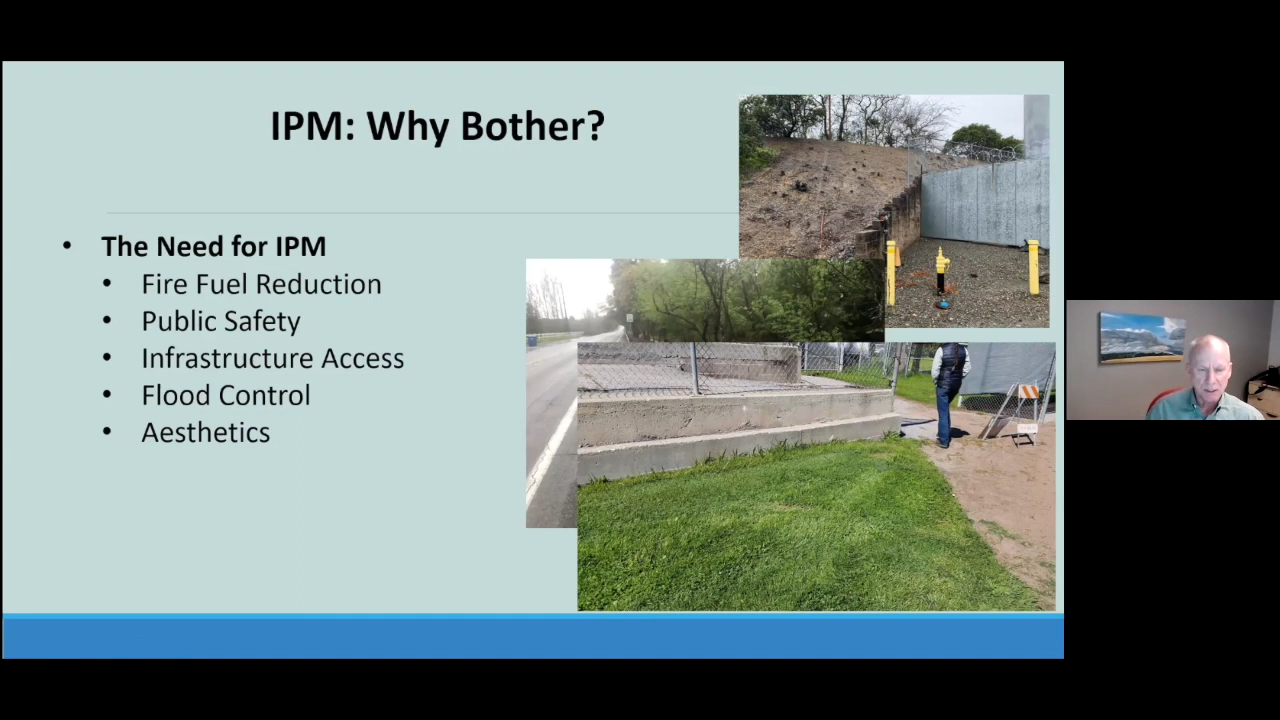 IPM: Why Bother?
• The Need for IPM
• Fire Fuel Reduction
• Public Safety
• Infrastructure Access
• Flood Control
• Aesthetics